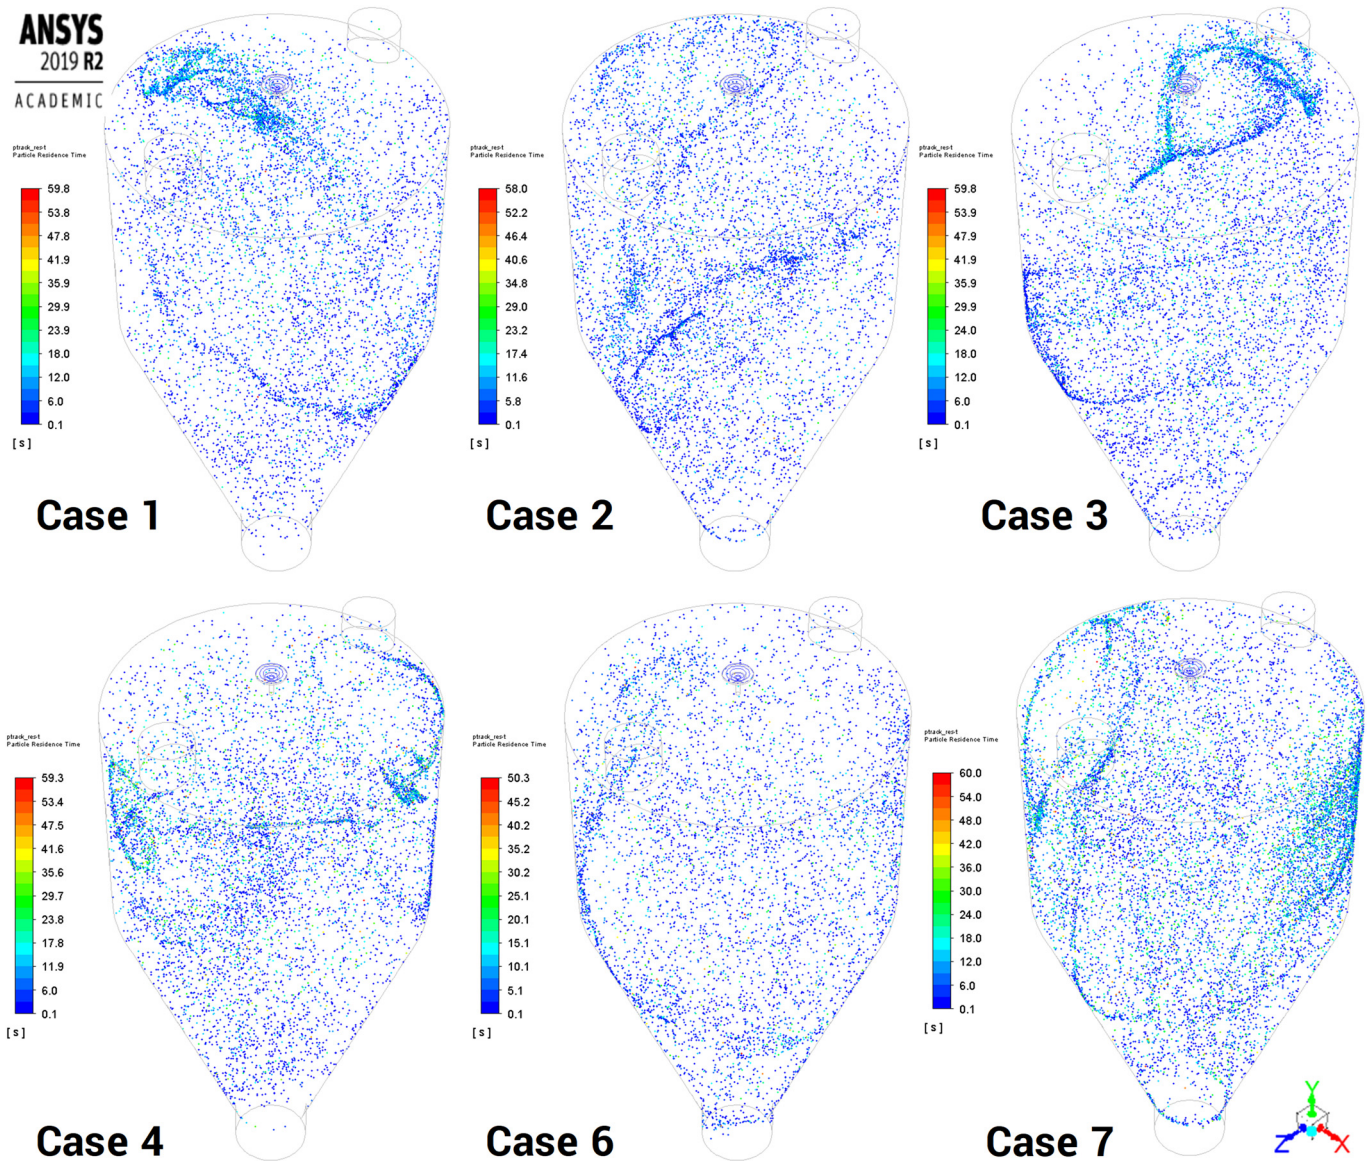 ANSYS
2019 R2
ACADEMIC
ptrack_res-t
Particle Residence Time
59.8
53.8
47.8
41.9
35.9
29.9
23.9
18.0
12.0
6.0
0.1
[s]
Case 1
ptrack_res-t
Particle Residence Time
58.0
52.2
46.4
40.6
34.8
29.0
23.2
17.4
11.6
5.8
0.1
[s]
Case 2
ptrack_res-t
Particle Residence Time
59.8
53.9
47.9
41.9
35.9
29.9
24.0
18.0
12.0
6.0
0.1
[s]
Case 3
ptrack_res-t
Particle Residence Time
59.3
53.4
47.5
41.6
35.6
29.7
23.8
17.8
11.9
6.0
0.1
[s]
Case 4
ptrack_res-t
Particle Residence Time
50.3
45.2
40.2
35.2
30.2
25.1
20.1
15.1
10.1
5.1
0.1
[s]
Case 6
ptrack_res-t
Particle Residence Time
60.0
54.0
48.0
42.0
36.0
30.0
24.0
18.0
12.0
6.0
0.1
[s]
Case 7
Y
Z
X